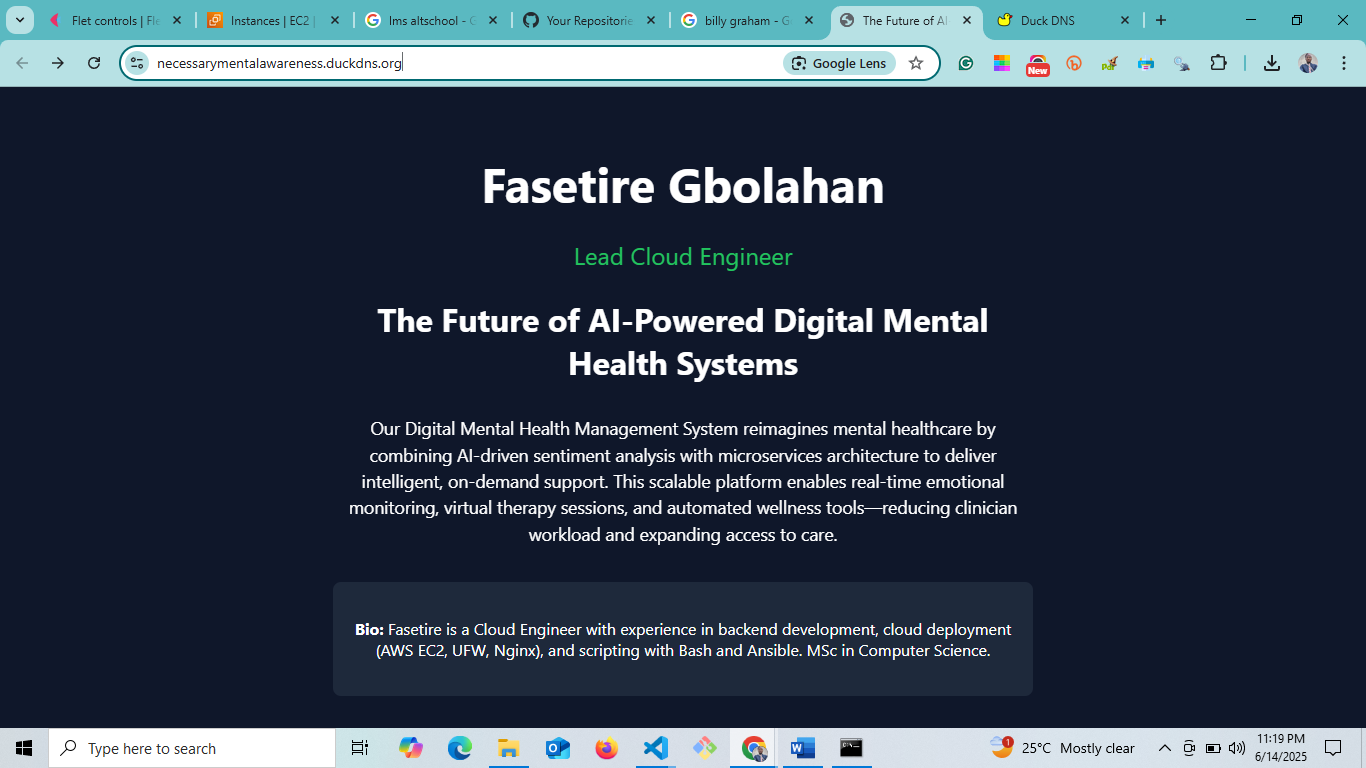 Flet controls | Fle
Instances | EC2 |
lms altschool - G
Your Repositorie
billy graham - G
The Future of AI
Duck DNS
necessarymentalawareness.duckdns.org
Google Lens
New
Fasetire Gbolahan
Lead Cloud Engineer
The Future of AI-Powered Digital Mental
Health Systems
Our Digital Mental Health Management System reimagines mental healthcare by
combining AI-driven sentiment analysis with microservices architecture to deliver
intelligent, on-demand support. This scalable platform enables real-time emotional
monitoring, virtual therapy sessions, and automated wellness tools—reducing clinician
workload and expanding access to care.
Bio: Fasetire is a Cloud Engineer with experience in backend development, cloud deployment
(AWS EC2, UFW, Nginx), and scripting with Bash and Ansible. MSc in Computer Science.
Type here to search
1
25°C Mostly clear
11:19 PM
6/14/2025